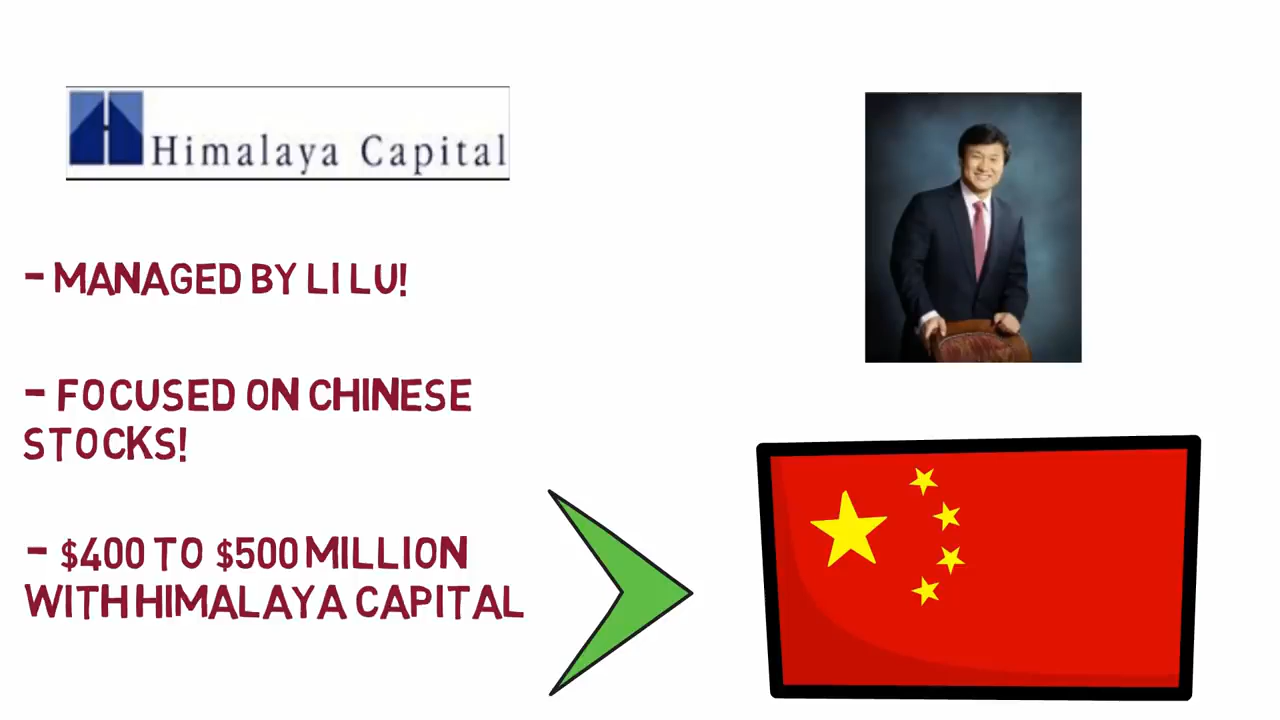 Himalaya Capital
- MANAGED BY LI LU!
- FOCUSED ON CHINESE
STOCKS!
- $400 TO $500 MILLION
WITH HIMALAYA CAPITAL